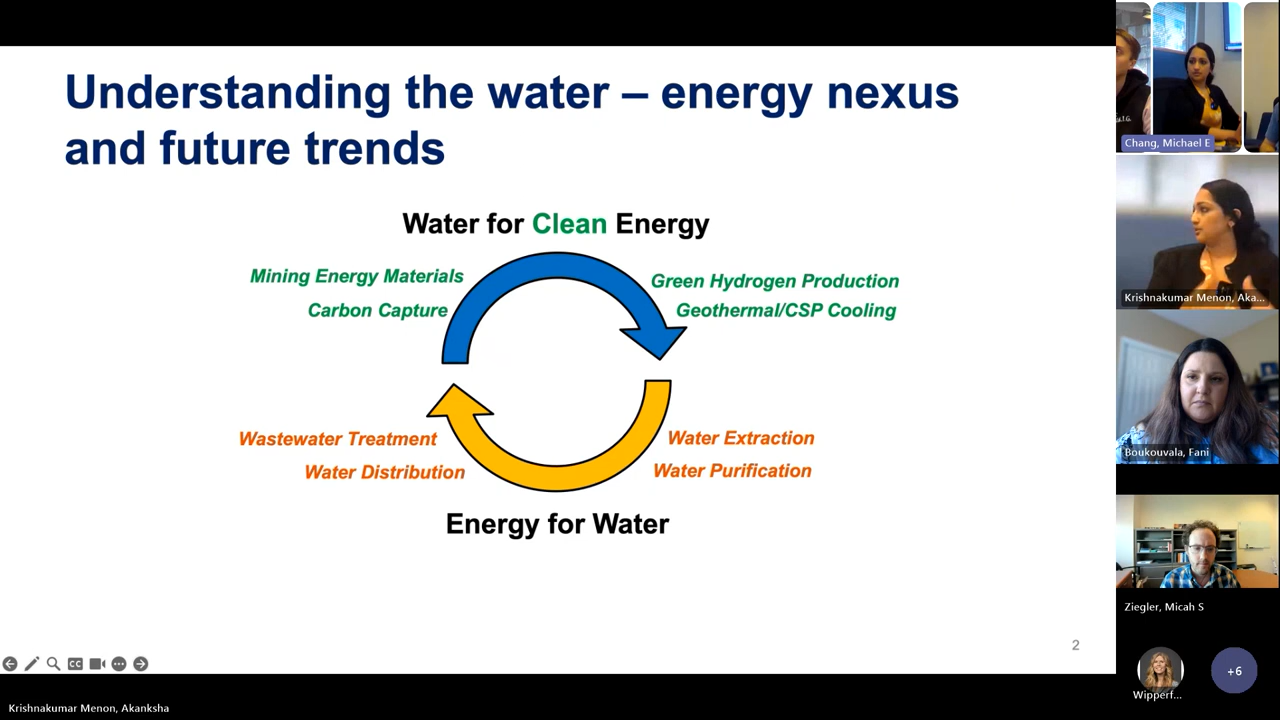 Understanding the water – energy nexus
and future trends
Water for Clean Energy
Mining Energy Materials
Carbon Capture
Green Hydrogen Production
Geothermal/CSP Cooling
Wastewater Treatment
Water Distribution
Water Extraction
Water Purification
Energy for Water
2
CC
Krishnakumar Menon, Akanksha
Chang, Michael E
Krishnakumar Menon, Aka...
Boukouvala, Fani
Ziegler, Micah S
Wipperf...
+6